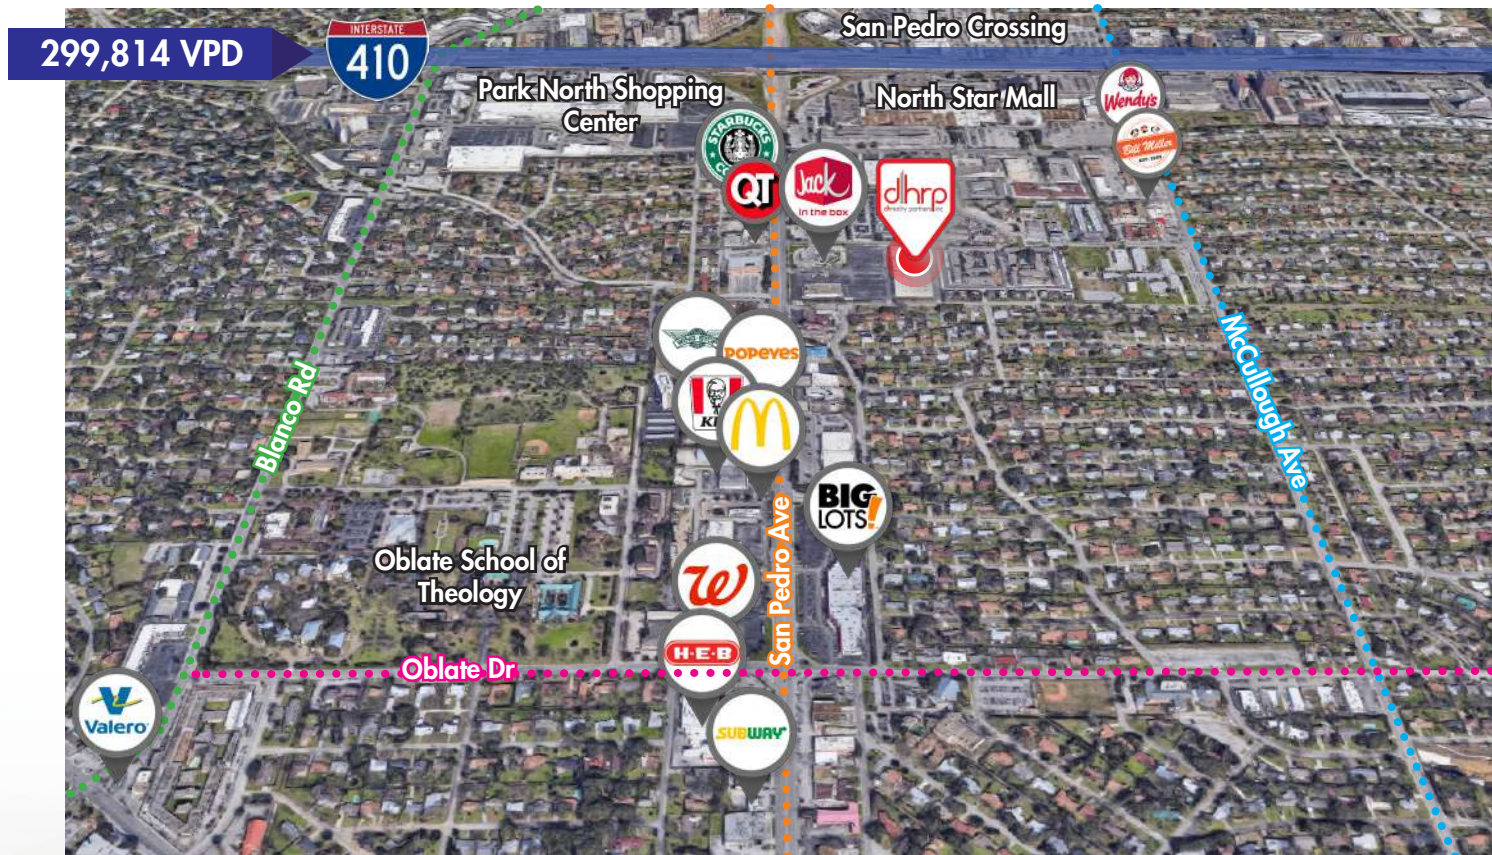 San Pedro Crossing
299,814 VPD
INTERSTATE
410
Park North Shopping
Center
North Star Mall
Wendy's
STARBUCKS
Bill Miller
QT
Jack
in the box
dhrp
POPEYES
McCullough Ave
Blanco Rd
BIG
LOTS!
San Pedro Ave
Oblate School of
Theology
W
H-E-B
Oblate Dr
V
Valero
SUBWAY